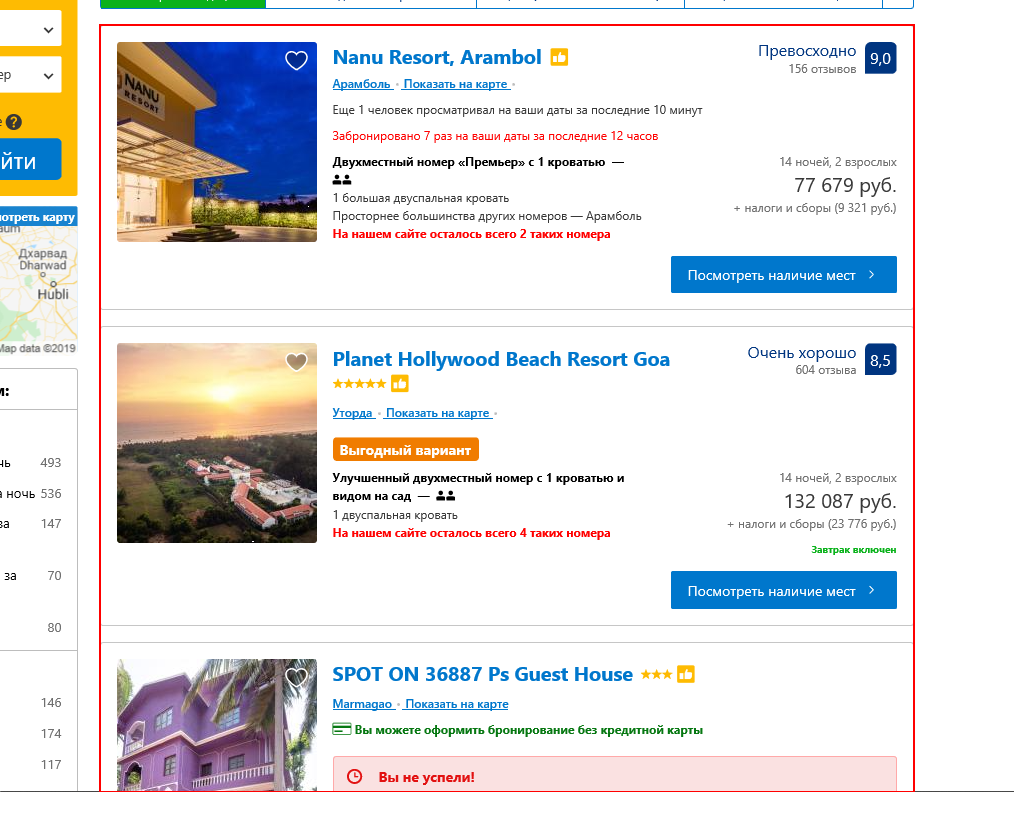 ер
е ?
ЙТИ
отреть карту
Дхарвад
Dharwad
Hubli
Map data ©2019
и:
нь 493
а ночь 536
за 147
за 70
80
146
174
117
NANU
RESORT
Nanu Resort, Arambol
Арамболь • Показать на карте •
Превосходно
156 отзывов
9,0
Еще 1 человек просматривал на ваши даты за последние 10 минут
Забронировано 7 раз на ваши даты за последние 12 часов
Двухместный номер «Премьер» с 1 кроватью —
1 большая двуспальная кровать
Просторнее большинства других номеров — Арамболь
На нашем сайте осталось всего 2 таких номера
14 ночей, 2 взрослых
77 679 руб.
+ налоги и сборы (9 321 руб.)
Посмотреть наличие мест
Planet Hollywood Beach Resort Goa
Уторда • Показать на карте •
Очень хорошо
604 отзыва
8,5
Выгодный вариант
Улучшенный двухместный номер с 1 кроватью и
видом на сад —
1 двуспальная кровать
На нашем сайте осталось всего 4 таких номера
14 ночей, 2 взрослых
132 087 руб.
+ налоги и сборы (23 776 руб.)
Завтрак включен
Посмотреть наличие мест
SPOT ON 36887 Ps Guest House
Marmagao • Показать на карте
Вы можете оформить бронирование без кредитной карты
Вы не успели!